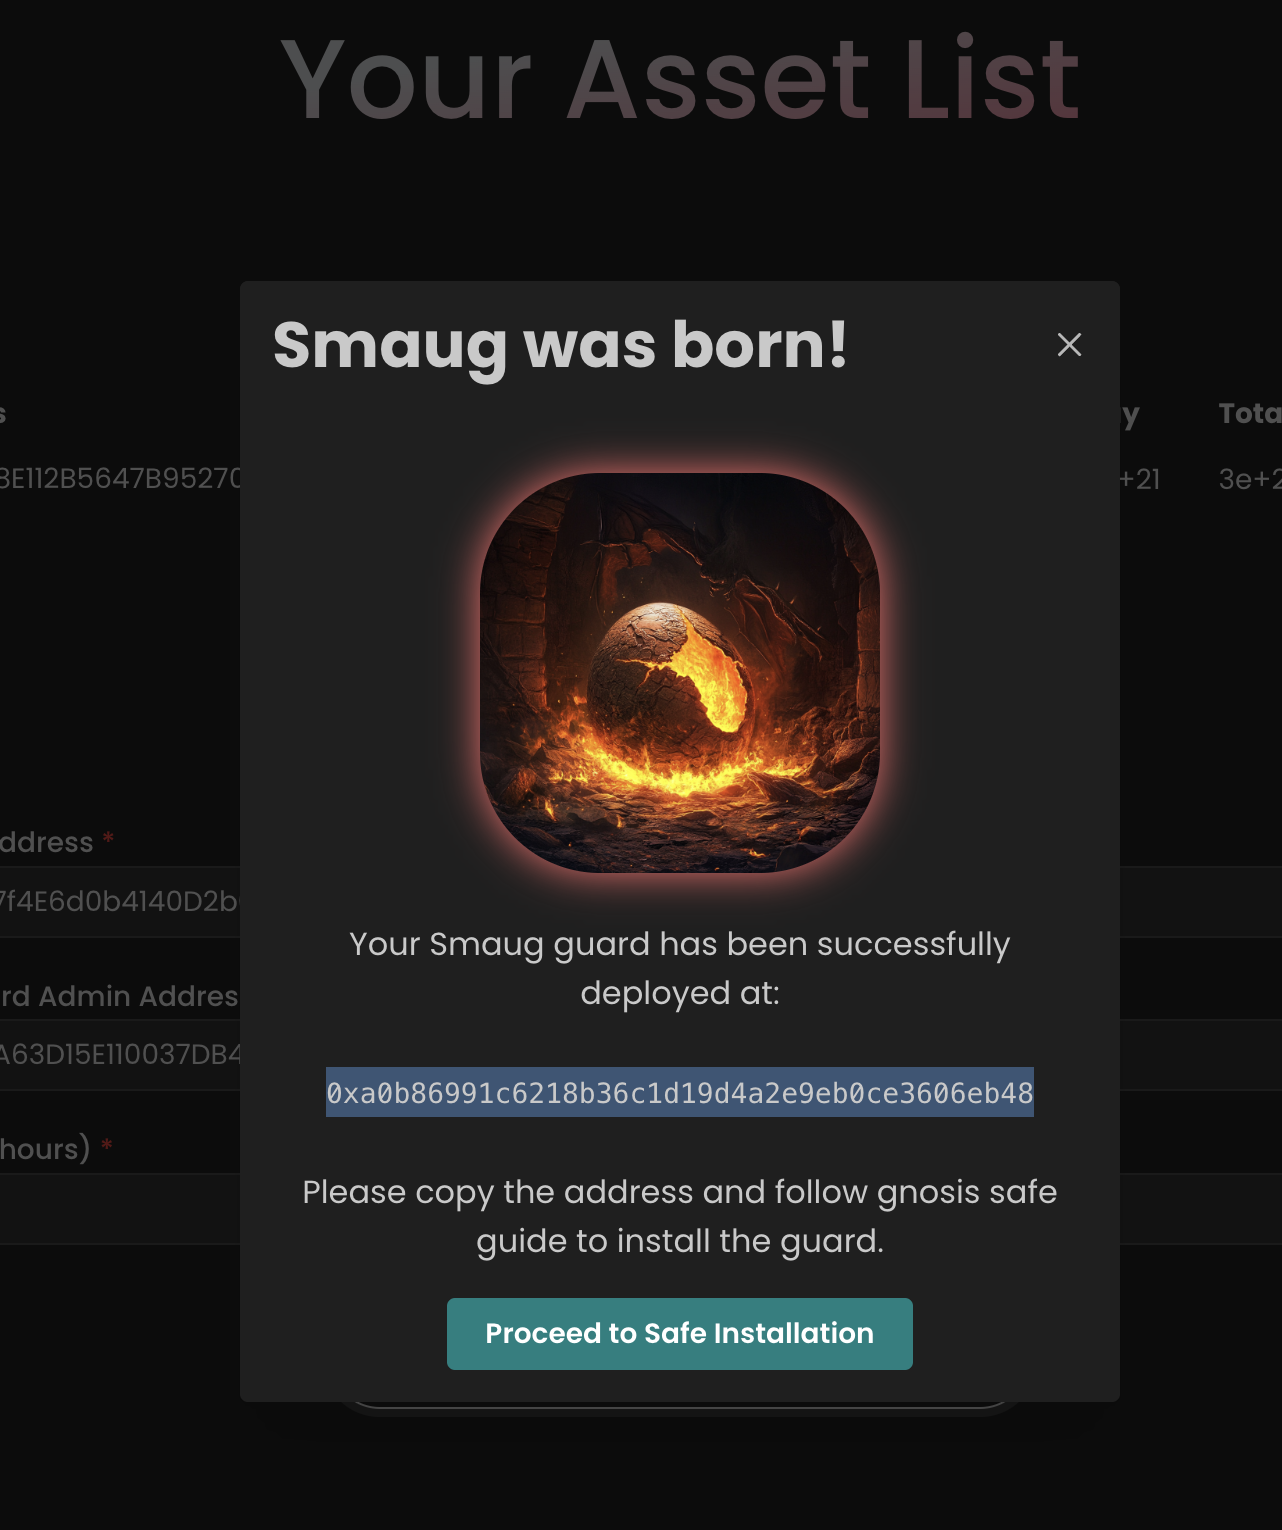 Your Asset List
Smaug was born!
s
y
Tota
8E112B5647B95270
+21
3e+2
ddress *
7f4E6d0b4140D2b
Your Smaug guard has been successfully
deployed at:
rd Admin Addres
A63D15E110037DB4
0xa0b86991c6218b36c1d19d4a2e9eb0ce3606eb48
hours) *
Please copy the address and follow gnosis safe
guide to install the guard.
Proceed to Safe Installation